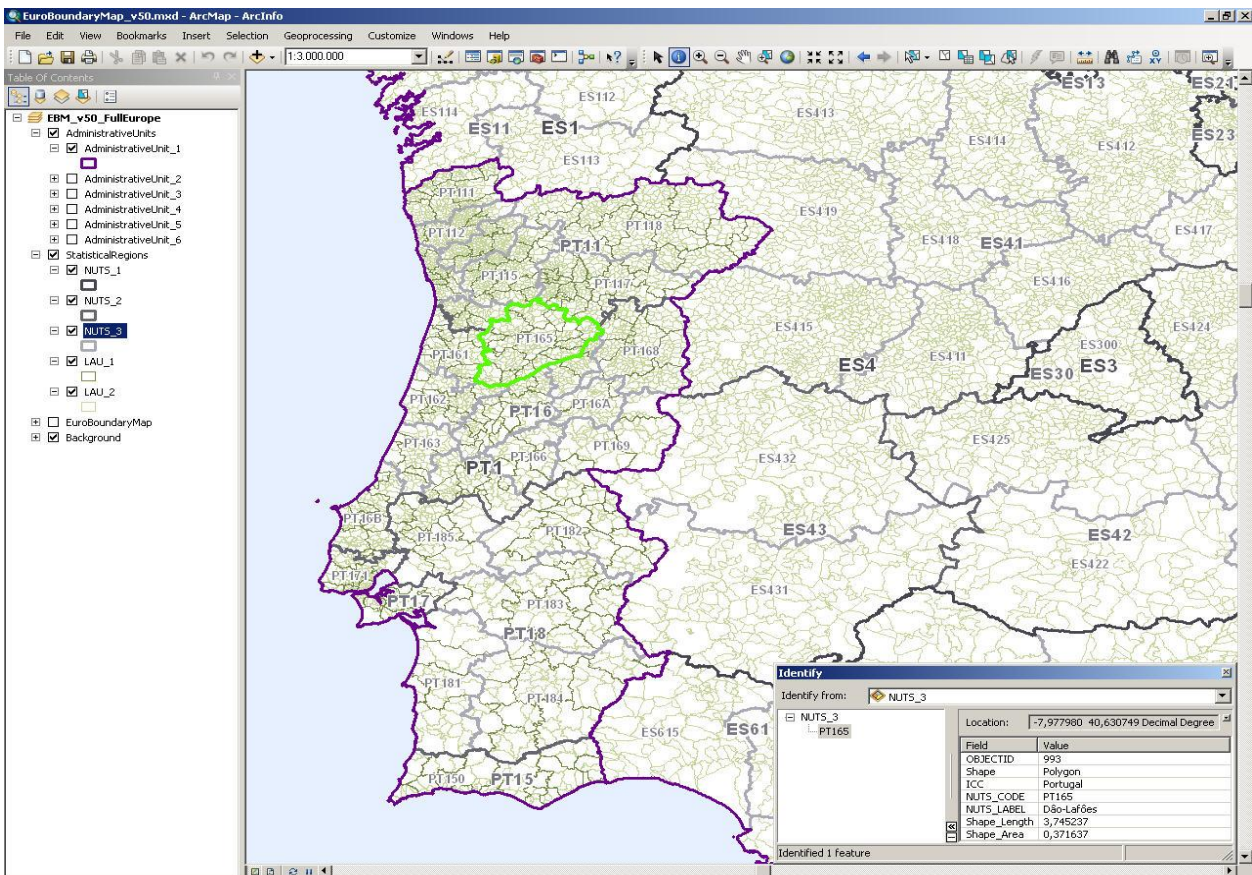 EuroBoundaryMap_v50.mxd - ArcMap - ArcInfo
File Edit View Bookmarks Insert Selection Geoprocessing Customize Windows Help
1:3.000.000
Table Of Contents
EBM_v50_FullEurope
AdministrativeUnits
AdministrativeUnit_1
AdministrativeUnit_2
AdministrativeUnit_3
AdministrativeUnit_4
AdministrativeUnit_5
AdministrativeUnit_6
StatisticalRegions
NUTS_1
NUTS_2
NUTS_3
LAU_1
LAU_2
EuroBoundaryMap
Background
ES112 ES413 ES13 ES21
ES114 ES11 ES1 ES414 ES412 ES23
ES113
PT111
PT112 PT118 ES419
PT11 ES418 ES41 ES417
PT115 PT117 ES416
PT165 ES415 ES424
PT161 PT168 ES411 ES300
ES4 ES30 ES3
PT162 PT16 PT16A
PT163 PT169 ES425
PT1 PT166 ES432
PT16B PT185 PT182 ES43 ES42
ES422
PT171
PT17 PT183 ES431
PT18
PT181 PT184
ES615 ES61
PT150 PT15
Identify
Identify from: NUTS_3
NUTS_3
PT165
Location: -7,977980 40,630749 Decimal Degree
Field Value
OBJECTID 993
Shape Polygon
ICC Portugal
NUTS_CODE PT165
NUTS_LABEL Dão-Lafões
Shape_Length 3,745237
Shape_Area 0,371637
Identified 1 feature